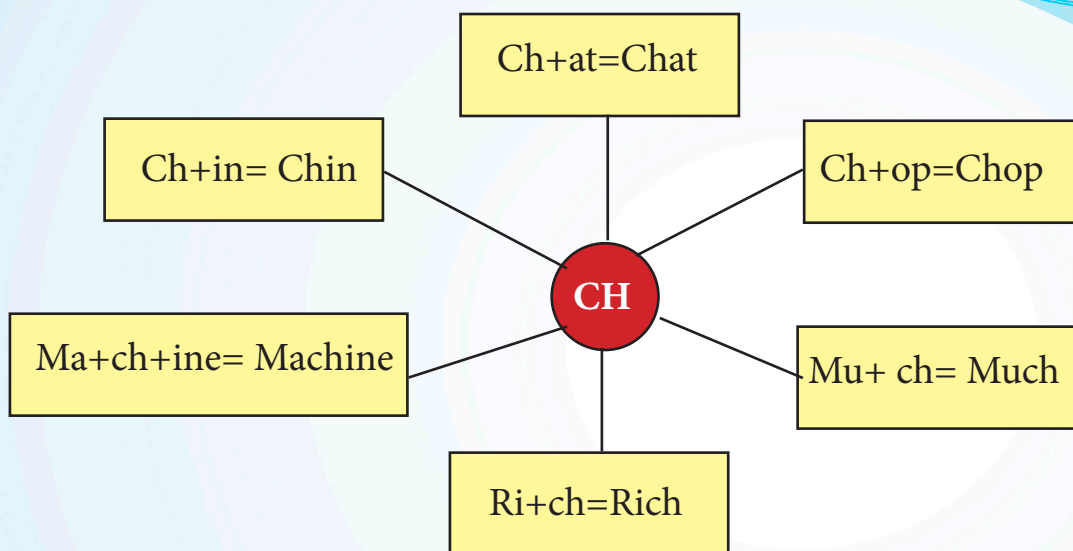 Ch+at=Chat
Ch+in= Chin
Ch+op=Chop
CH
Ma+ch+ine= Machine
Mu+ ch= Much
Ri+ch=Rich